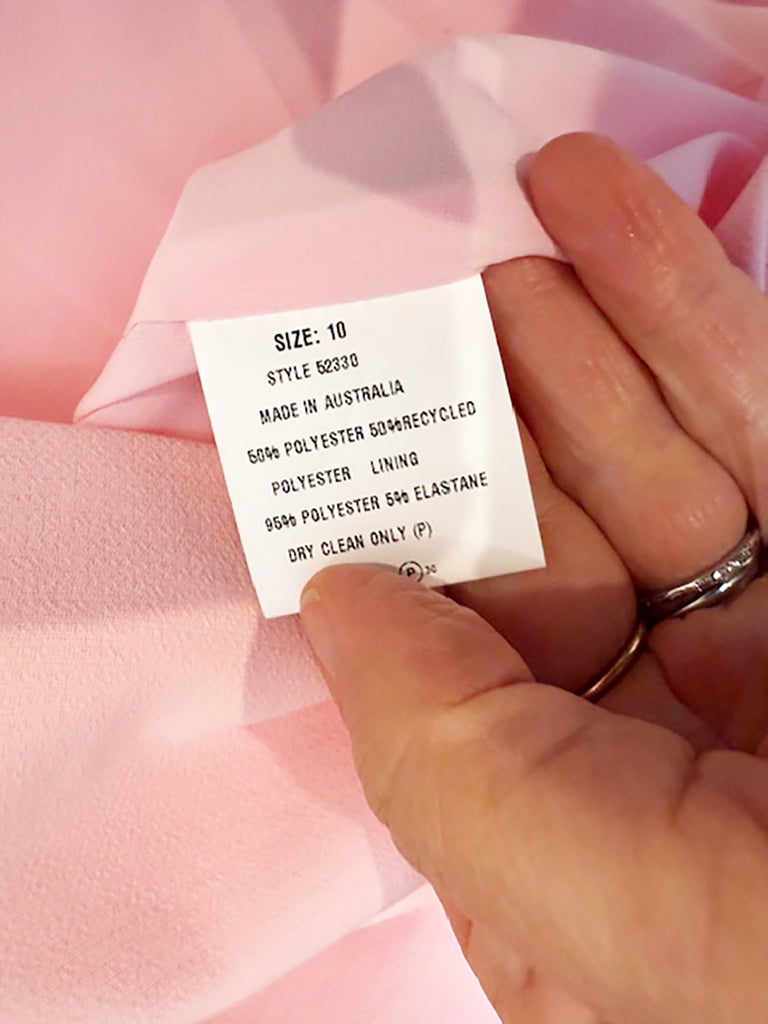 SIZE: 10
STYLE 52330
MADE IN AUSTRALIA
50% POLYESTER 50%RECYCLED
POLYESTER LINING
95% POLYESTER 5% ELASTANE
DRY CLEAN ONLY (P)
P 30